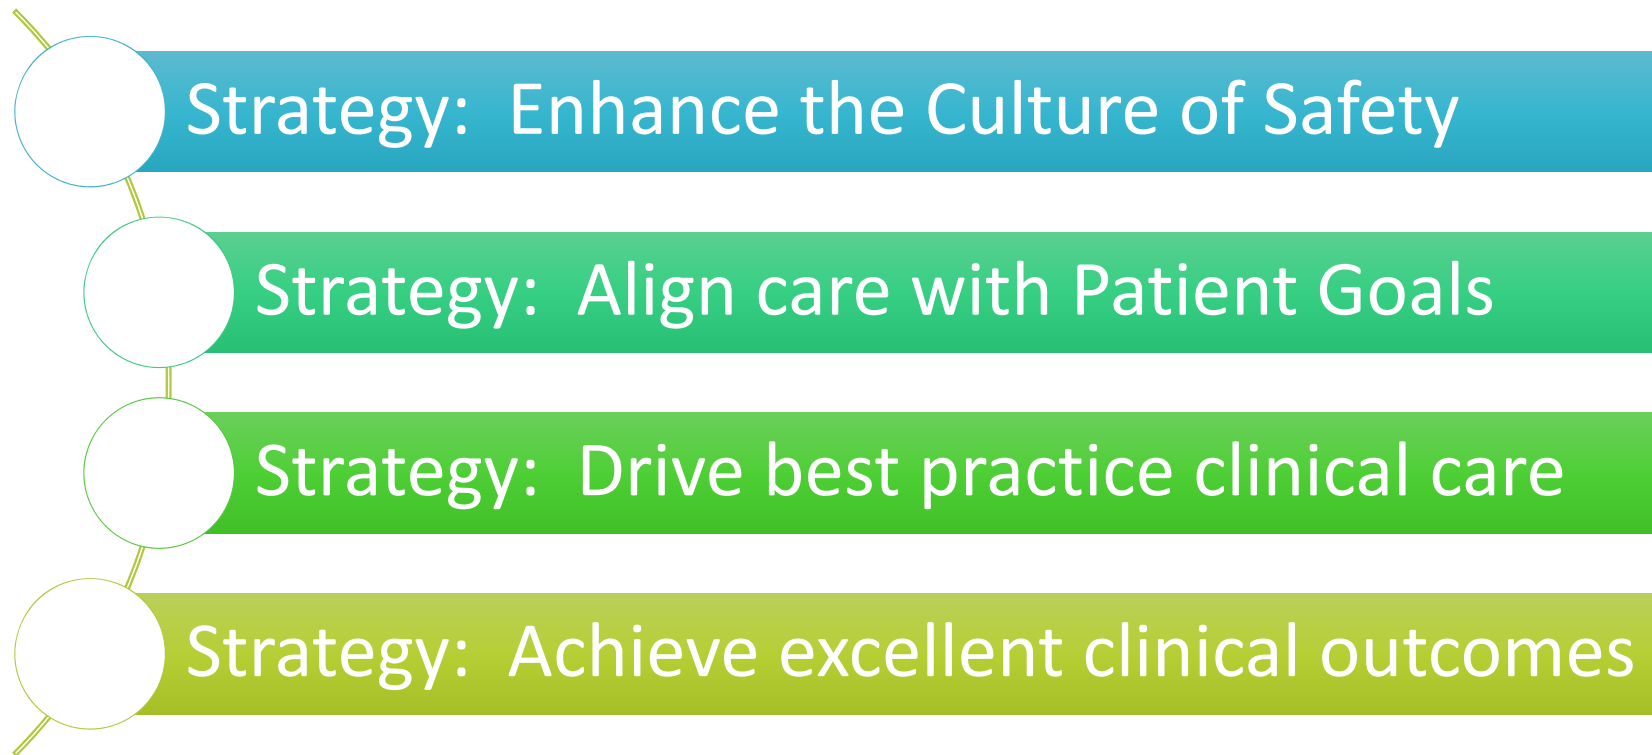 Strategy:  Enhance the Culture of Safety
Strategy:  Align care with Patient Goals
Strategy:  Drive best practice clinical care
Strategy:  Achieve excellent clinical outcomes